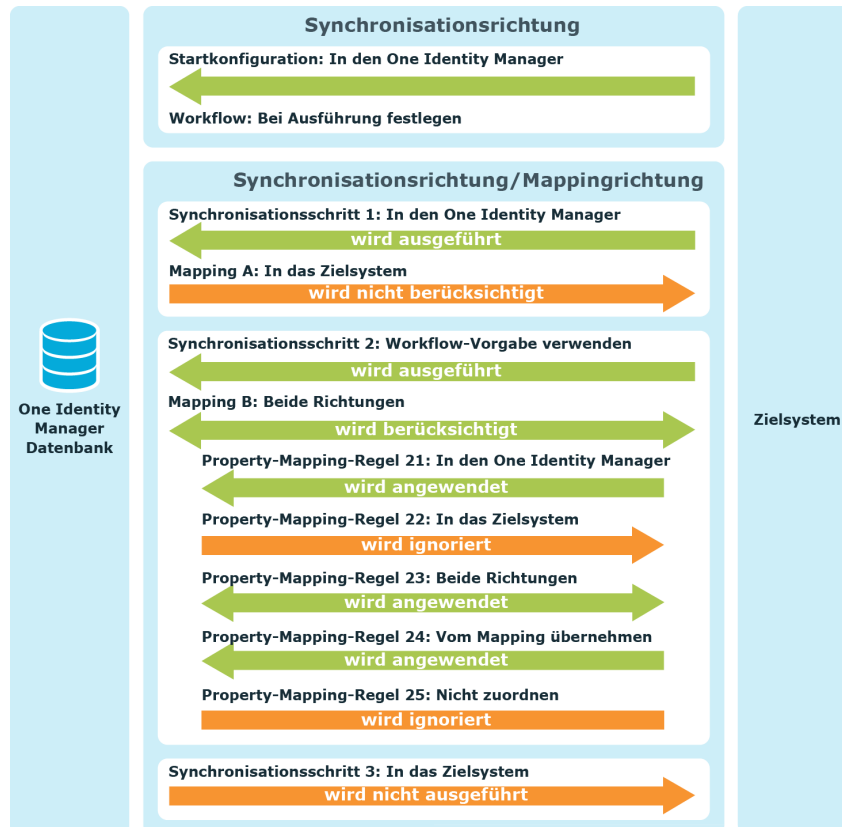 Synchronisationsrichtung
Startkonfiguration: In den One Identity Manager
Workflow: Bei Ausführung festlegen
Synchronisationsrichtung/Mappingrichtung
Synchronisationsschritt 1: In den One Identity Manager
wird ausgeführt
Mapping A: In das Zielsystem
wird nicht berücksichtigt
Synchronisationsschritt 2: Workflow-Vorgabe verwenden
wird ausgeführt
Mapping B: Beide Richtungen
wird berücksichtigt
Property-Mapping-Regel 21: In den One Identity Manager
wird angewendet
Property-Mapping-Regel 22: In das Zielsystem
wird ignoriert
Property-Mapping-Regel 23: Beide Richtungen
wird angewendet
Property-Mapping-Regel 24: Vom Mapping übernehmen
wird angewendet
Property-Mapping-Regel 25: Nicht zuordnen
wird ignoriert
Synchronisationsschritt 3: In das Zielsystem
wird nicht ausgeführt
One Identity
Manager
Datenbank
Zielsystem